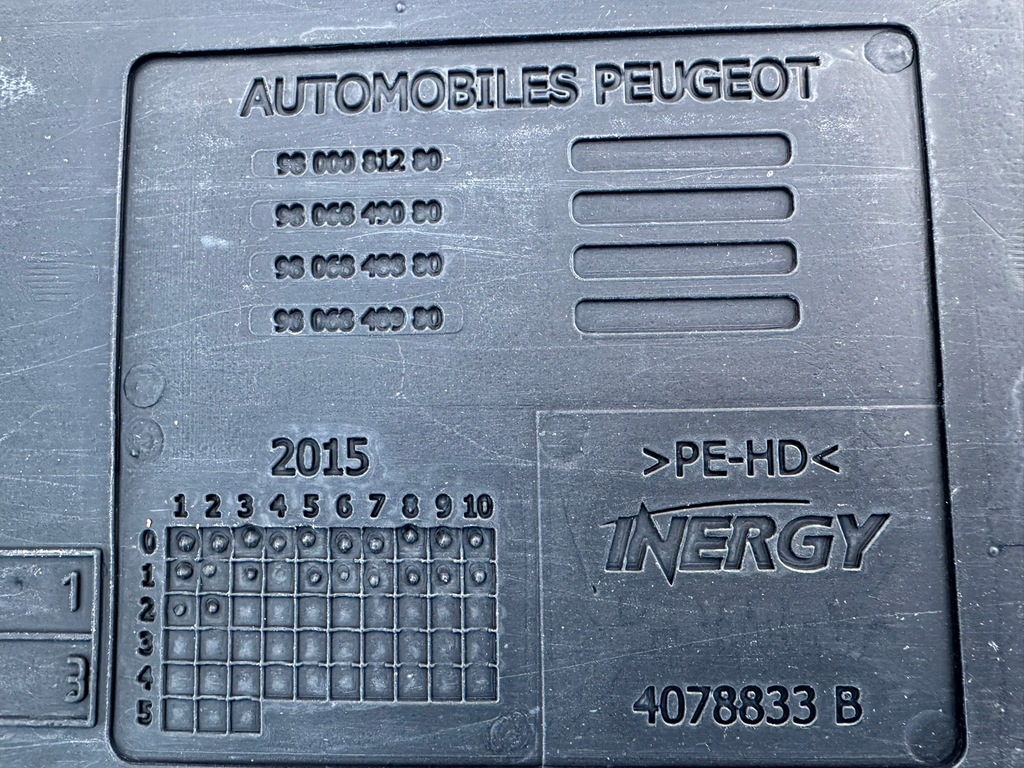 AUTOMOBILES PEUGEOT
98 000 812 80
98 068 490 80
98 068 488 80
98 068 489 80
2015
1 2 3 4 5 6 7 8 9 10
0
1
2
3
4
5
>PE-HD<
INERGY
4078833 B
1
3